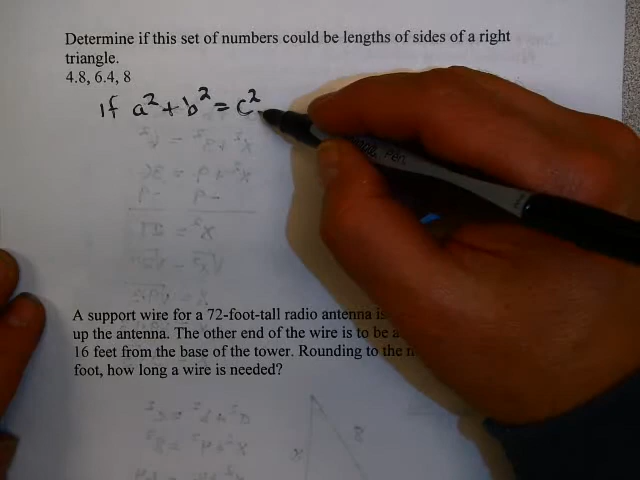 Determine if this set of numbers could be lengths of sides of a right
triangle.
4.8, 6.4, 8
If a² + b² = c²
A support wire for a 72-foot-tall radio antenna is
up the antenna. The other end of the wire is to be a
16 feet from the base of the tower. Rounding to the n
foot, how long a wire is needed?